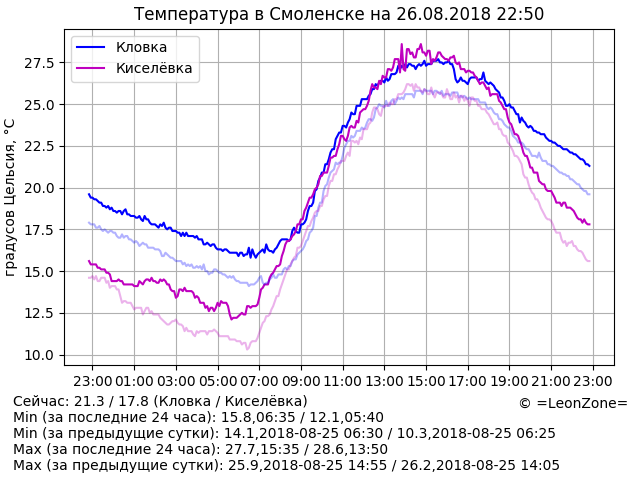 Температура в Смоленске на 26.08.2018 22:50
Кловка
Киселёвка
градусов Цельсия, °C
27.5
25.0
22.5
20.0
17.5
15.0
12.5
10.0
23:00 01:00 03:00 05:00 07:00 09:00 11:00 13:00 15:00 17:00 19:00 21:00 23:00
Сейчас: 21.3 / 17.8 (Кловка / Киселёвка)
© =LeonZone=
Min (за последние 24 часа): 15.8,06:35 / 12.1,05:40
Min (за предыдущие сутки): 14.1,2018-08-25 06:30 / 10.3,2018-08-25 06:25
Max (за последние 24 часа): 27.7,15:35 / 28.6,13:50
Max (за предыдущие сутки): 25.9,2018-08-25 14:55 / 26.2,2018-08-25 14:05